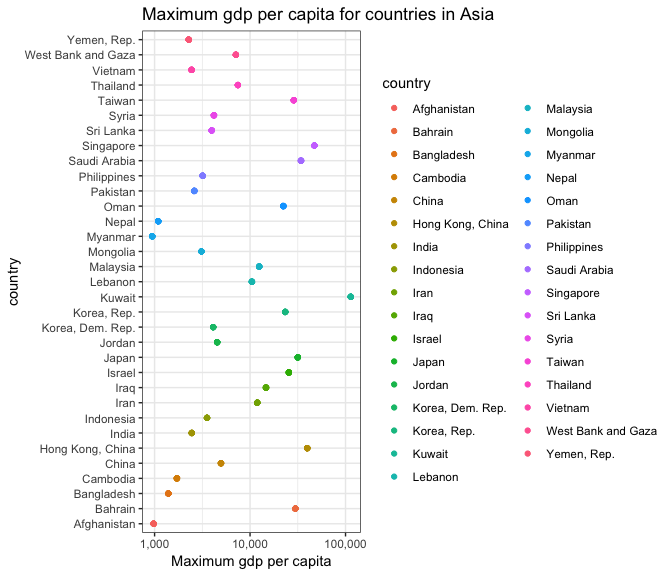 Maximum gdp per capita for countries in Asia
country
Yemen, Rep.
West Bank and Gaza
Vietnam
Thailand
Taiwan
Syria
Sri Lanka
Singapore
Saudi Arabia
Philippines
Pakistan
Oman
Nepal
Myanmar
Mongolia
Malaysia
Lebanon
Kuwait
Korea, Rep.
Korea, Dem. Rep.
Jordan
Japan
Israel
Iraq
Iran
Indonesia
India
Hong Kong, China
China
Cambodia
Bangladesh
Bahrain
Afghanistan
1,000 10,000 100,000
Maximum gdp per capita
country
Afghanistan
Bahrain
Bangladesh
Cambodia
China
Hong Kong, China
India
Indonesia
Iran
Iraq
Israel
Japan
Jordan
Korea, Dem. Rep.
Korea, Rep.
Kuwait
Lebanon
Malaysia
Mongolia
Myanmar
Nepal
Oman
Pakistan
Philippines
Saudi Arabia
Singapore
Sri Lanka
Syria
Taiwan
Thailand
Vietnam
West Bank and Gaza
Yemen, Rep.